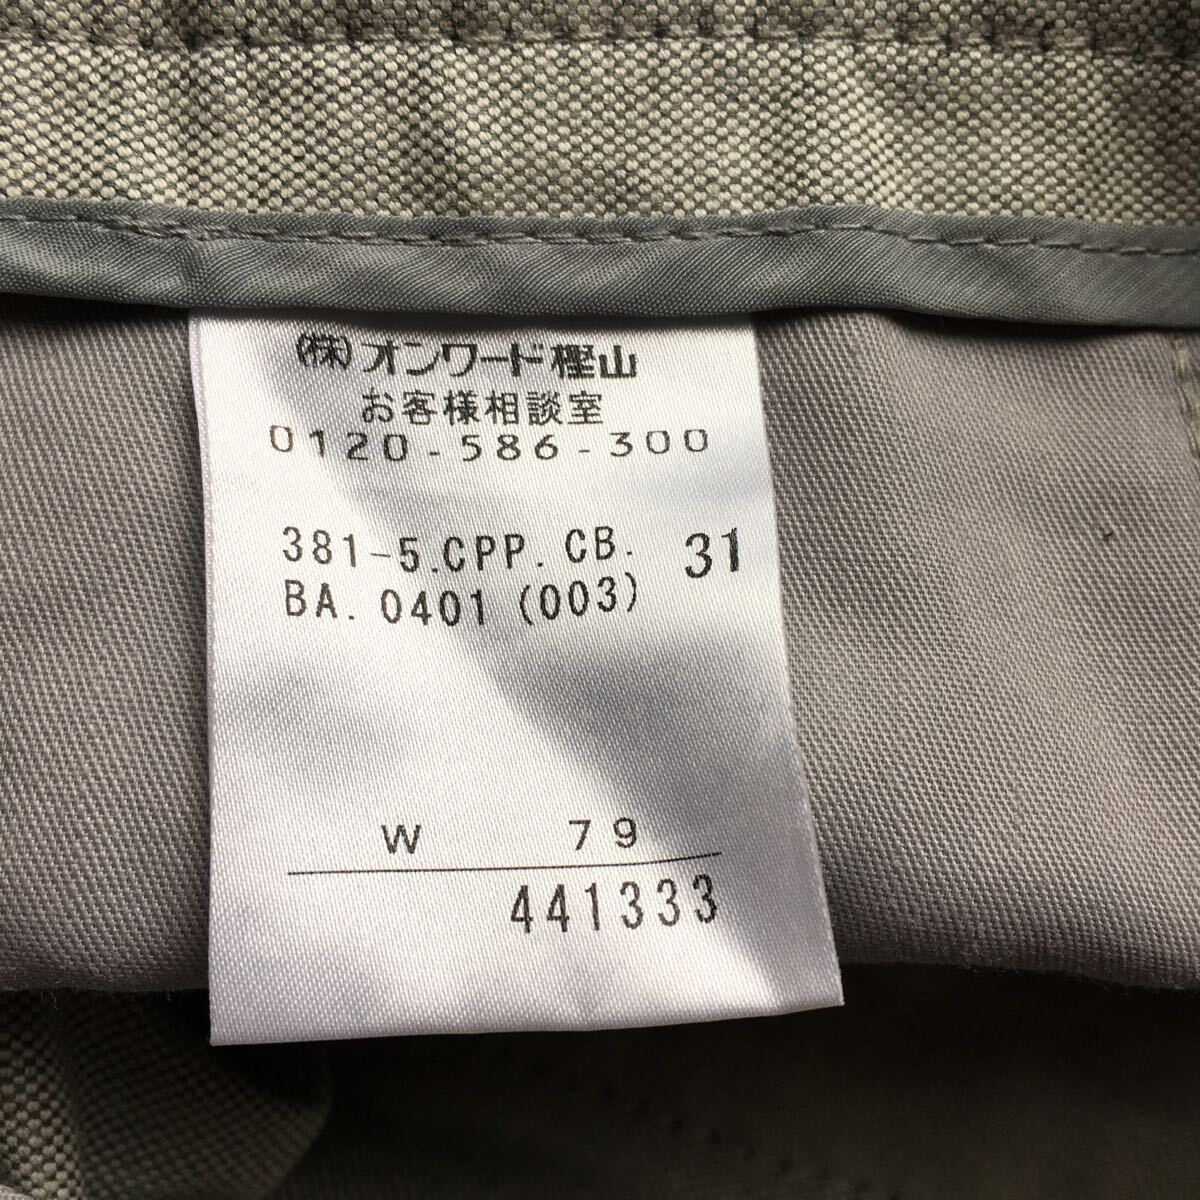 (株)オンワード樫山
お客様相談室
0120-586-300
381-5.CPP.CB. 31
BA.0401(003)
W 79
441333